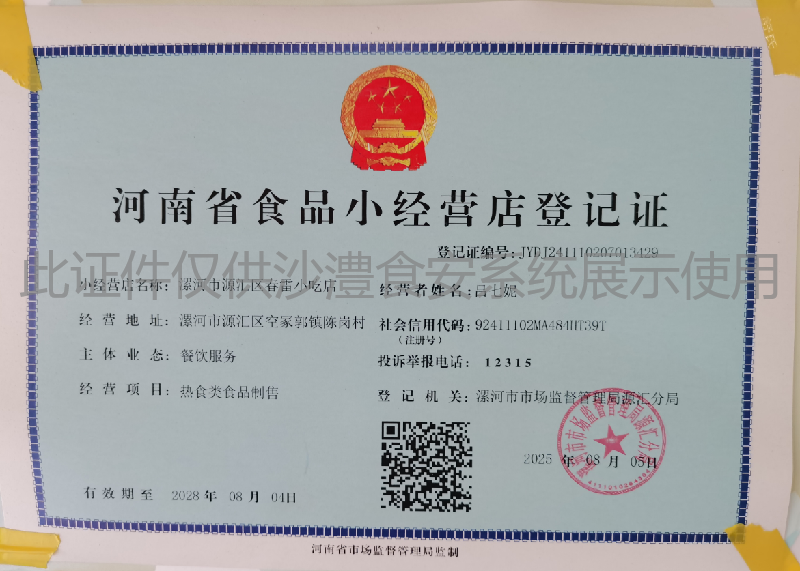 河南省食品小经营店登记证
登记证编号：JYDJ241110207013429
此证件仅供沙澧食安系统展示使用
小经营店名称：漯河市源汇区春雷小吃店
经营者姓名：吕七妮
经营地址：漯河市源汇区空冢郭镇陈岗村
社会信用代码：92411102MA484HT39T
（注册号）
主体业态：餐饮服务
投诉举报电话：12315
经营项目：热食类食品制售
登记机关：漯河市市场监督管理局源汇分局
2025 年 08 月 05日
有效期至 2028 年 08 月 04日
河南省市场监督管理局监制